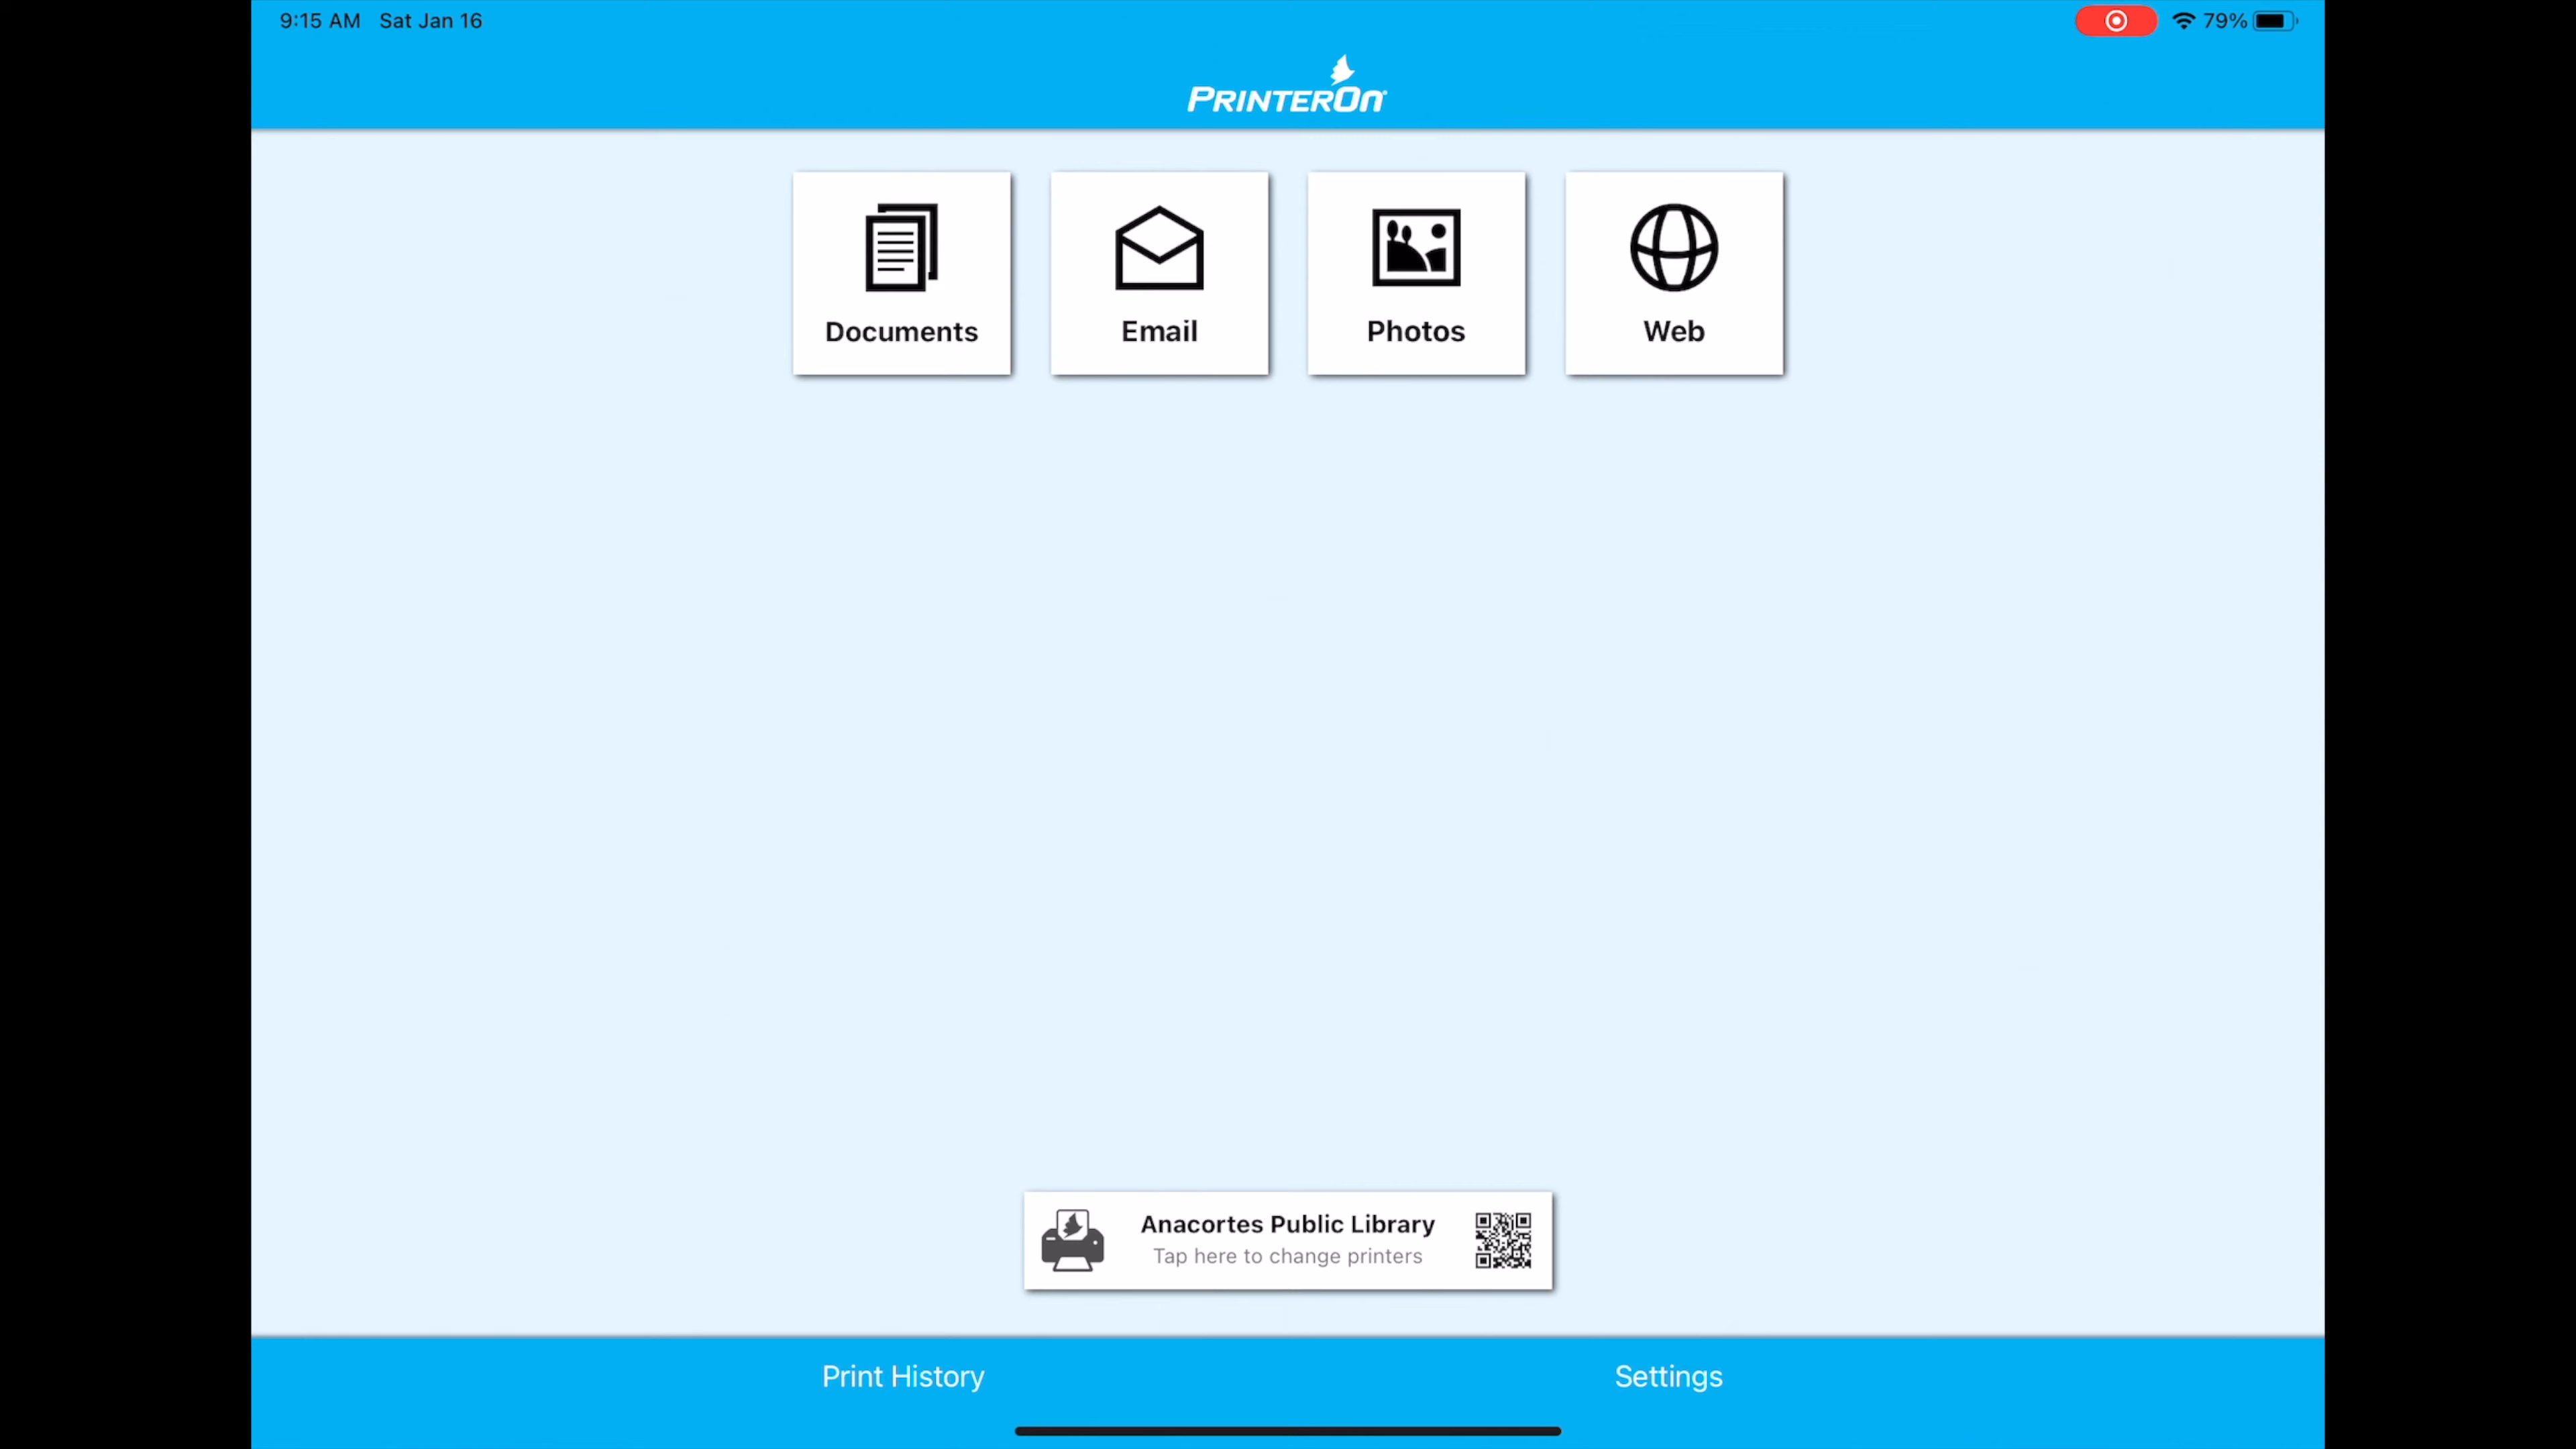 9:15 AM Sat Jan 16
79%
PRINTERON
Documents
Email
Photos
Web
Anacortes Public Library
Tap here to change printers
Print History
Settings